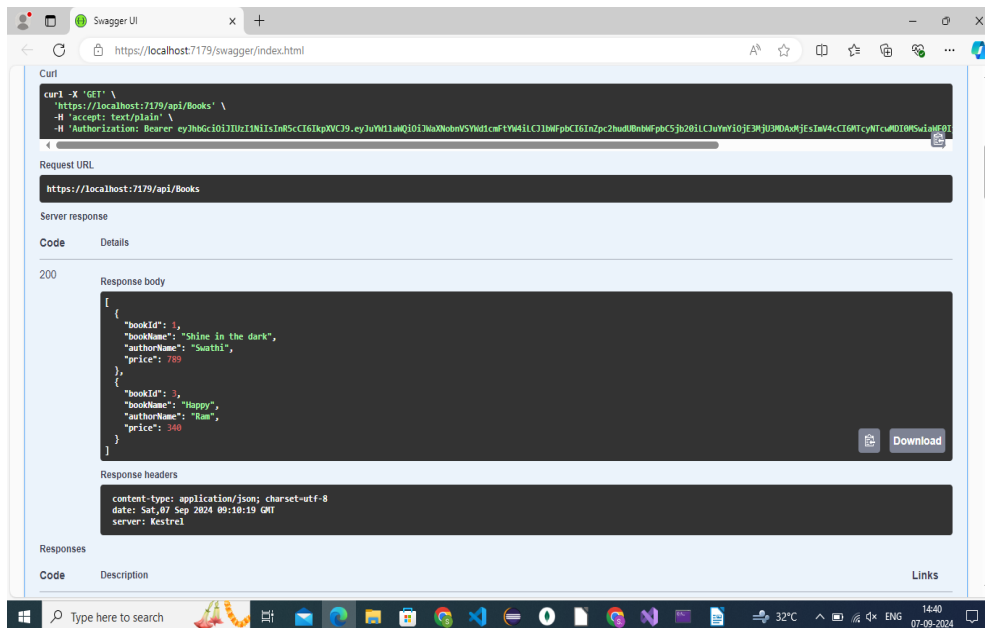 Swagger UI
https://localhost:7179/swagger/index.html
Curl
curl -X 'GET' \
'https://localhost:7179/api/Books' \
-H 'accept: text/plain' \
-H 'Authorization: Bearer
Request URL
https://localhost:7179/api/Books
Server response
Code Details
200
Response body
[
{
"bookId": 1,
"bookName": "Shine in the dark",
"authorName": "Swathi",
"price": 789
},
{
"bookId": 3,
"bookName": "Happy",
"authorName": "Ram",
"price": 340
}
]
Download
Response headers
content-type: application/json; charset=utf-8
date: Sat,07 Sep 2024 09:10:19 GMT
server: Kestrel
Responses
Code Description Links
Type here to search
32°C
ENG
14:40
07-09-2024